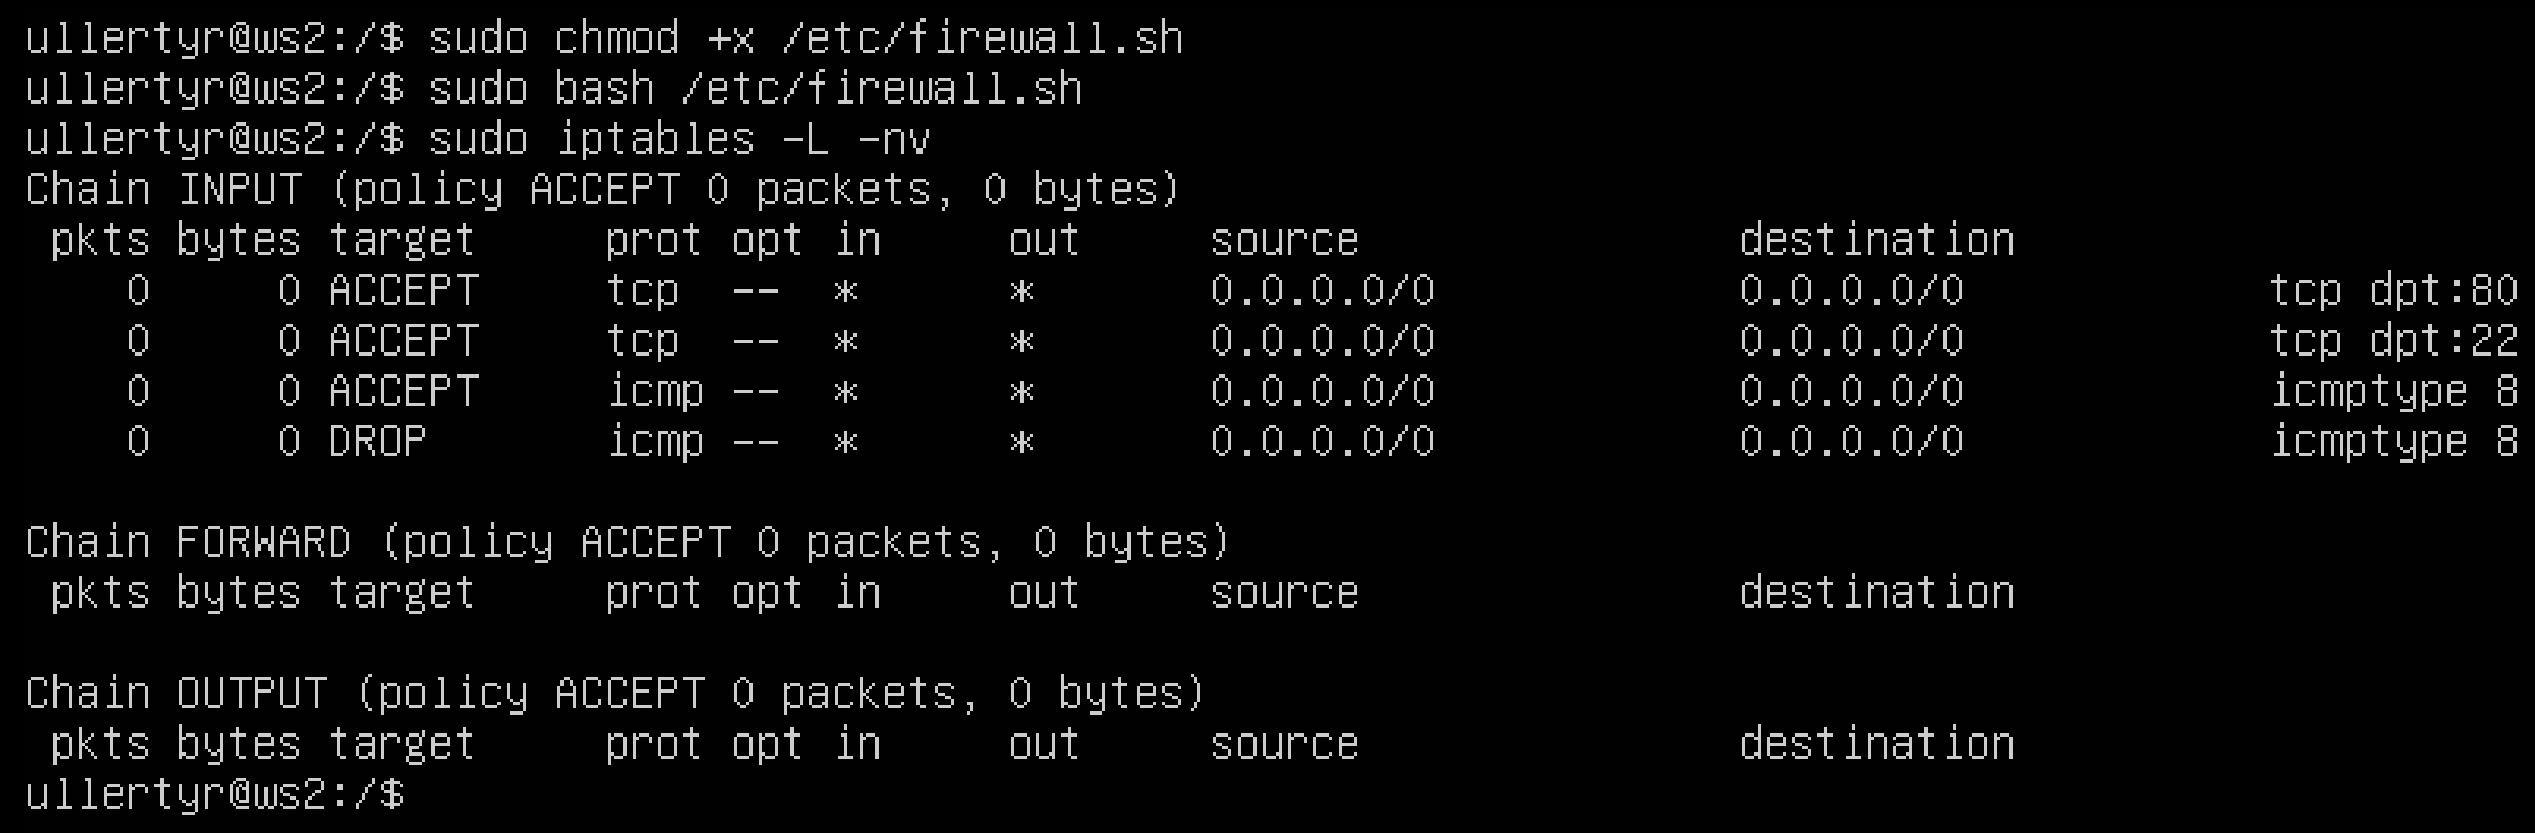 ullertyr@ws2:/$ sudo chmod +x /etc/firewall.sh
ullertyr@ws2:/$ sudo bash /etc/firewall.sh
ullertyr@ws2:/$ sudo iptables -L -nv
Chain INPUT (policy ACCEPT 0 packets, 0 bytes)
 pkts bytes target     prot opt in     out     source               destination
    0     0 ACCEPT     tcp  --  *      *       0.0.0.0/0            0.0.0.0/0            tcp dpt:80
    0     0 ACCEPT     tcp  --  *      *       0.0.0.0/0            0.0.0.0/0            tcp dpt:22
    0     0 ACCEPT     icmp --  *      *       0.0.0.0/0            0.0.0.0/0            icmptype 8
    0     0 DROP       icmp --  *      *       0.0.0.0/0            0.0.0.0/0            icmptype 8

Chain FORWARD (policy ACCEPT 0 packets, 0 bytes)
 pkts bytes target     prot opt in     out     source               destination

Chain OUTPUT (policy ACCEPT 0 packets, 0 bytes)
 pkts bytes target     prot opt in     out     source               destination
ullertyr@ws2:/$